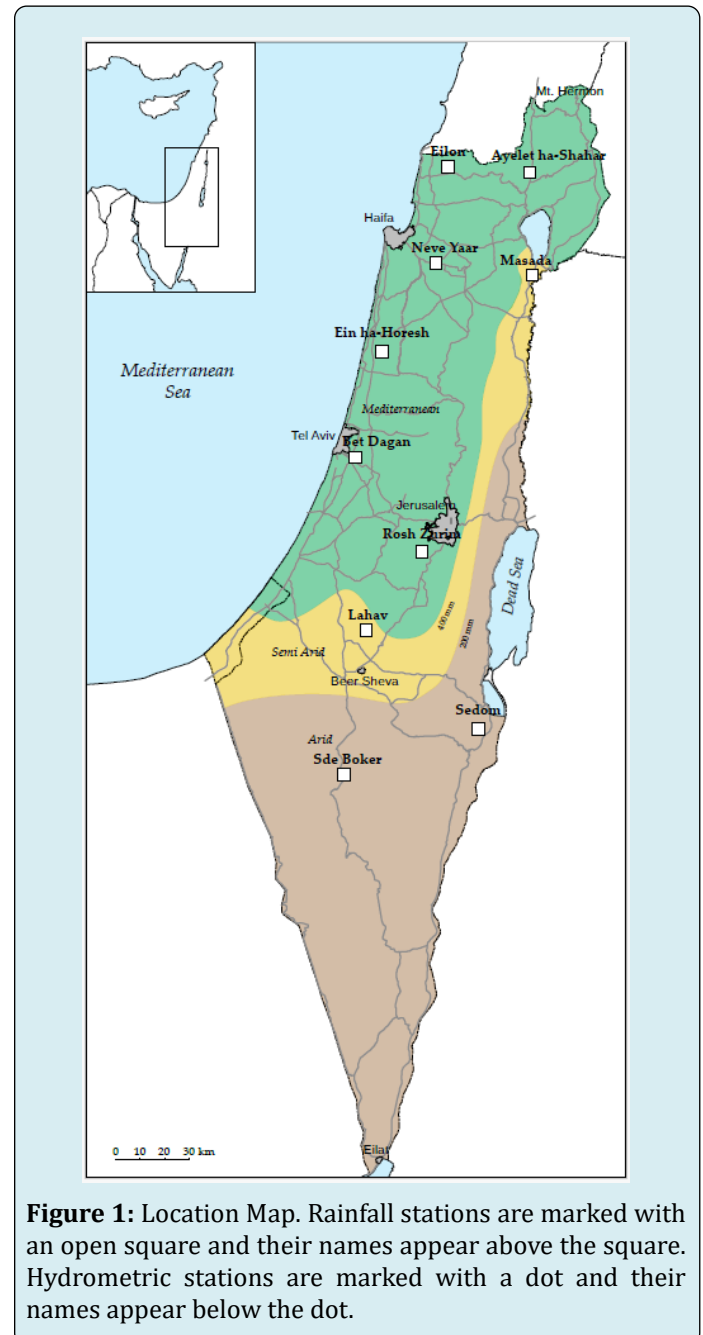 Mt. Hermon
Eilon
Ayelet ha-Shahar
Haifa
Neve Yaar
Masada
Ein ha-Horesh
Mediterranean
Sea
Mediterranean
Tel Aviv
Bet Dagan
Jerusalem
Rosh Zurim
Dead Sea
Lahav
400 mm
200 mm
Semi Arid
Beer Sheva
Sedom
Arid
Sde Boker
0 10 20 30 km
Eilat
Figure 1: Location Map. Rainfall stations are marked with
an open square and their names appear above the square.
Hydrometric stations are marked with a dot and their
names appear below the dot.